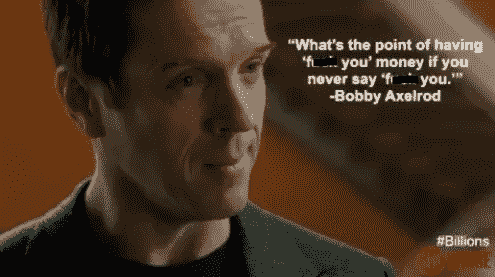 “What's the point of having
'f you' money if you
never say 'f you.'”
-Bobby Axelrod
#Billions